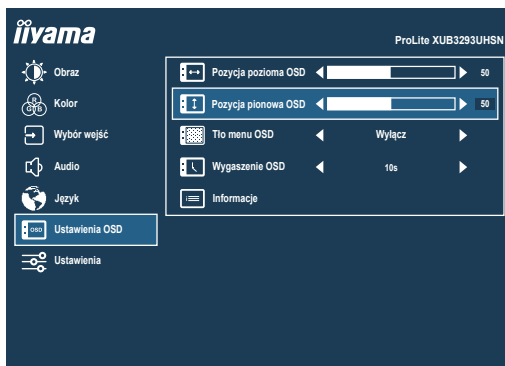 iiyama
ProLite XUB3293UHSN
Obraz
Kolor
R
G B
Wybór wejść
Audio
Język
OSD
Ustawienia OSD
Ustawienia
Pozycja pozioma OSD 50
Pozycja pionowa OSD 50
Tło menu OSD Wyłącz
Wygaszenie OSD 10s
Informacje